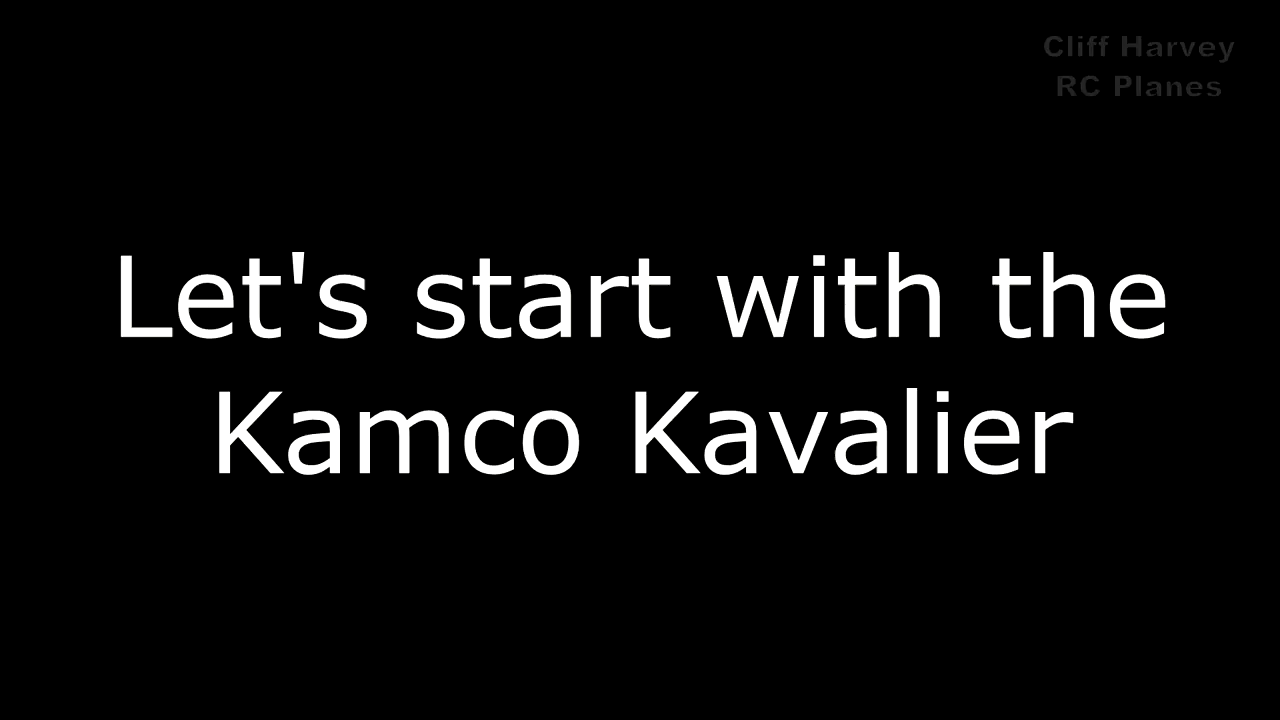 Cliff Harvey
RC Planes
Let's start with the
Kamco Kavalier